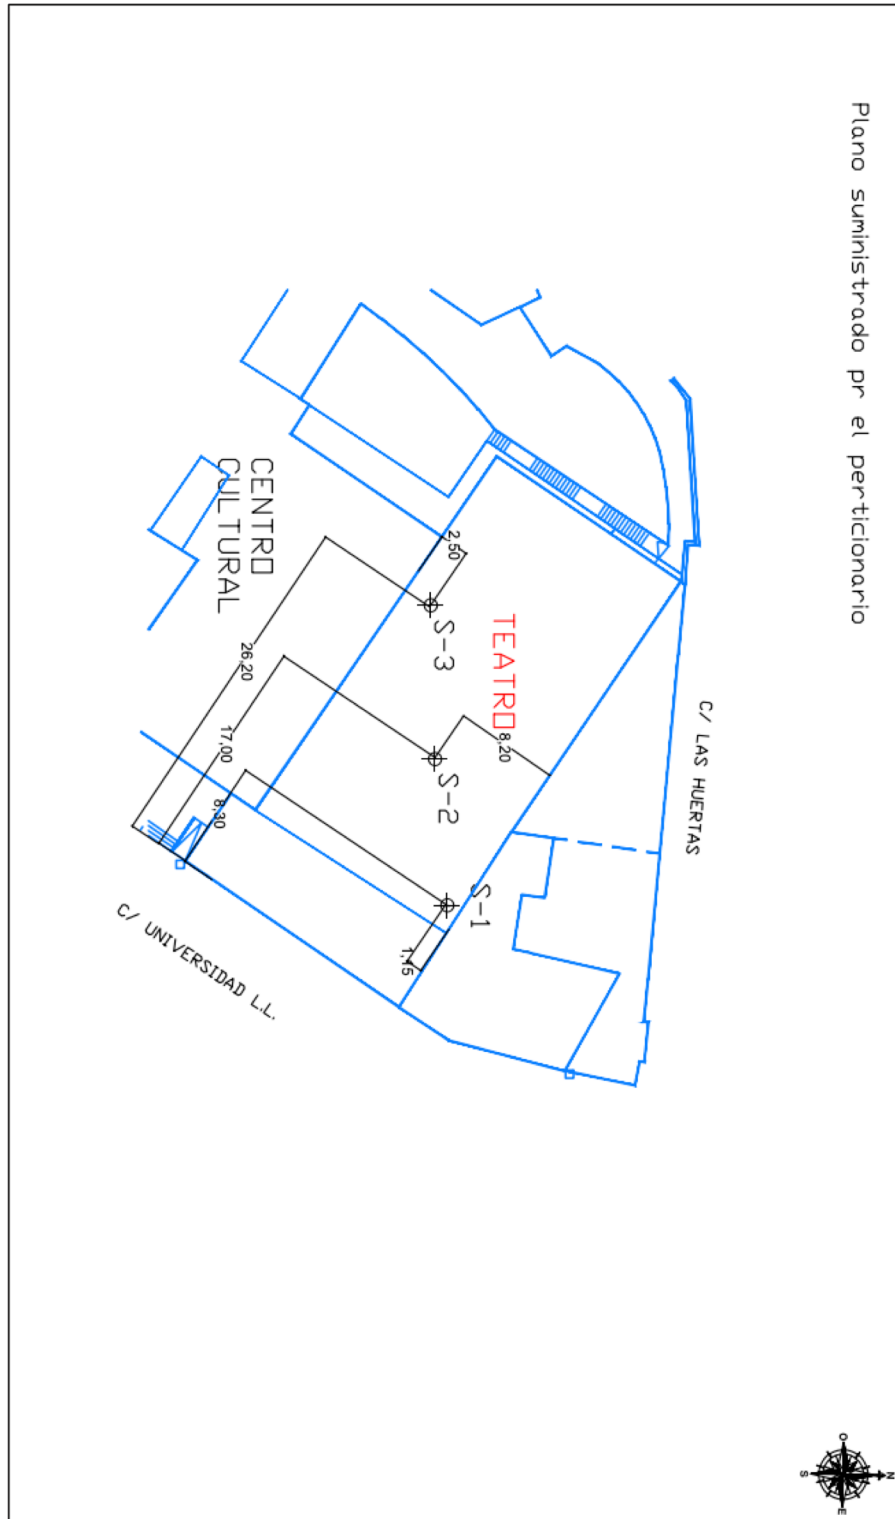 Plano suministrado pr el perticionario
C/ LAS HUERTAS
TEATRO
8,20
2,50
S-3
S-2
S-1
1,15
CENTRO
CULTURAL
26,20
17,00
8,30
C/ UNIVERSIDAD L.L.
O
N
S
E